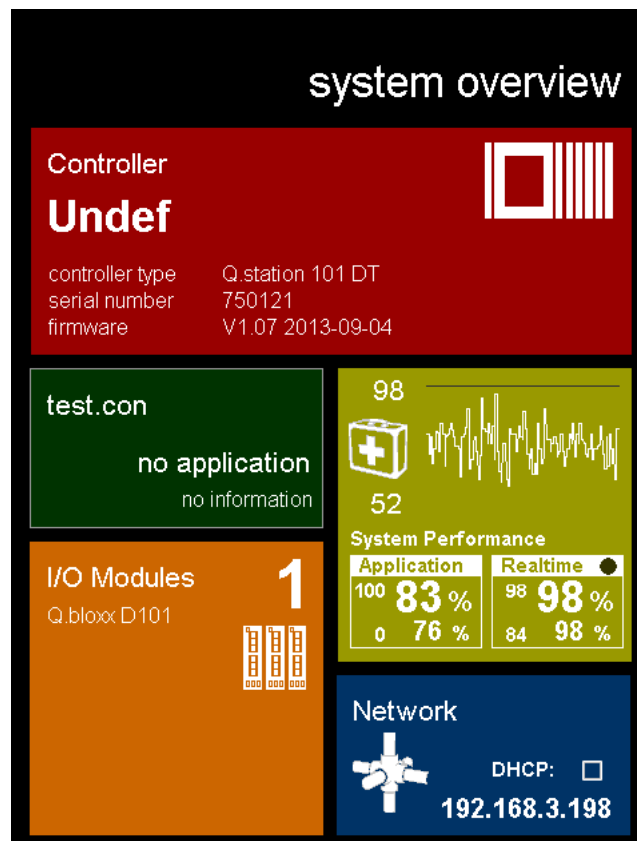 system overview
Controller
Undef
controller type Q.station 101 DT
serial number 750121
firmware V1.07 2013-09-04
test.con
no application
no information
98
52
System Performance
Application
100 83 %
0 76 %
Realtime
98 98 %
84 98 %
I/O Modules 1
Q.bloxx D101
Network
DHCP:
192.168.3.198